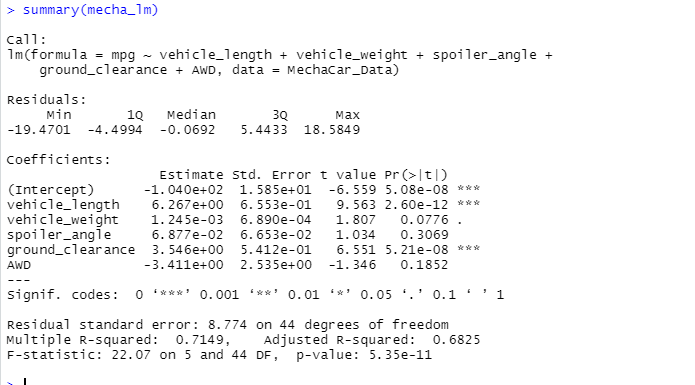 > summary(mecha_lm)
Call:
lm(formula = mpg ~ vehicle_length + vehicle_weight + spoiler_angle +
    ground_clearance + AWD, data = MechaCar_Data)
Residuals:
     Min       1Q   Median       3Q      Max
-19.4701  -4.4994  -0.0692   5.4433  18.5849
Coefficients:
                   Estimate Std. Error t value Pr(>|t|)
(Intercept)      -1.040e+02  1.585e+01  -6.559 5.08e-08 ***
vehicle_length    6.267e+00  6.553e-01   9.563 2.60e-12 ***
vehicle_weight    1.245e-03  6.890e-04   1.807   0.0776 .
spoiler_angle     6.877e-02  6.653e-02   1.034   0.3069
ground_clearance  3.546e+00  5.412e-01   6.551 5.21e-08 ***
AWD              -3.411e+00  2.535e+00  -1.346   0.1852
---
Signif. codes:  0 ‘***’ 0.001 ‘**’ 0.01 ‘*’ 0.05 ‘.’ 0.1 ‘ ’ 1
Residual standard error: 8.774 on 44 degrees of freedom
Multiple R-squared:  0.7149,    Adjusted R-squared:  0.6825
F-statistic: 22.07 on 5 and 44 DF,  p-value: 5.35e-11
>